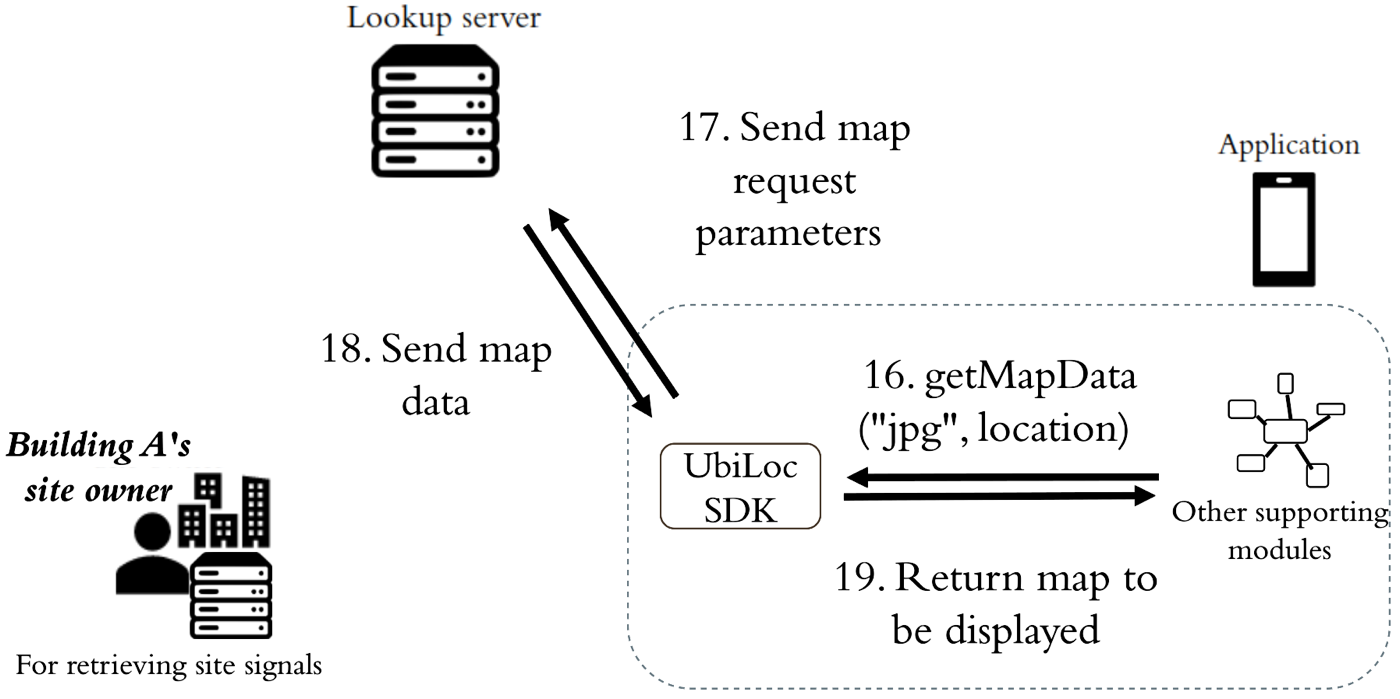 Lookup server
17. Send map
request
parameters
Application
18. Send map
data
16. getMapData
("jpg", location)
Building A's
site owner
UbiLoc
SDK
Other supporting
modules
19. Return map to
be displayed
For retrieving site signals